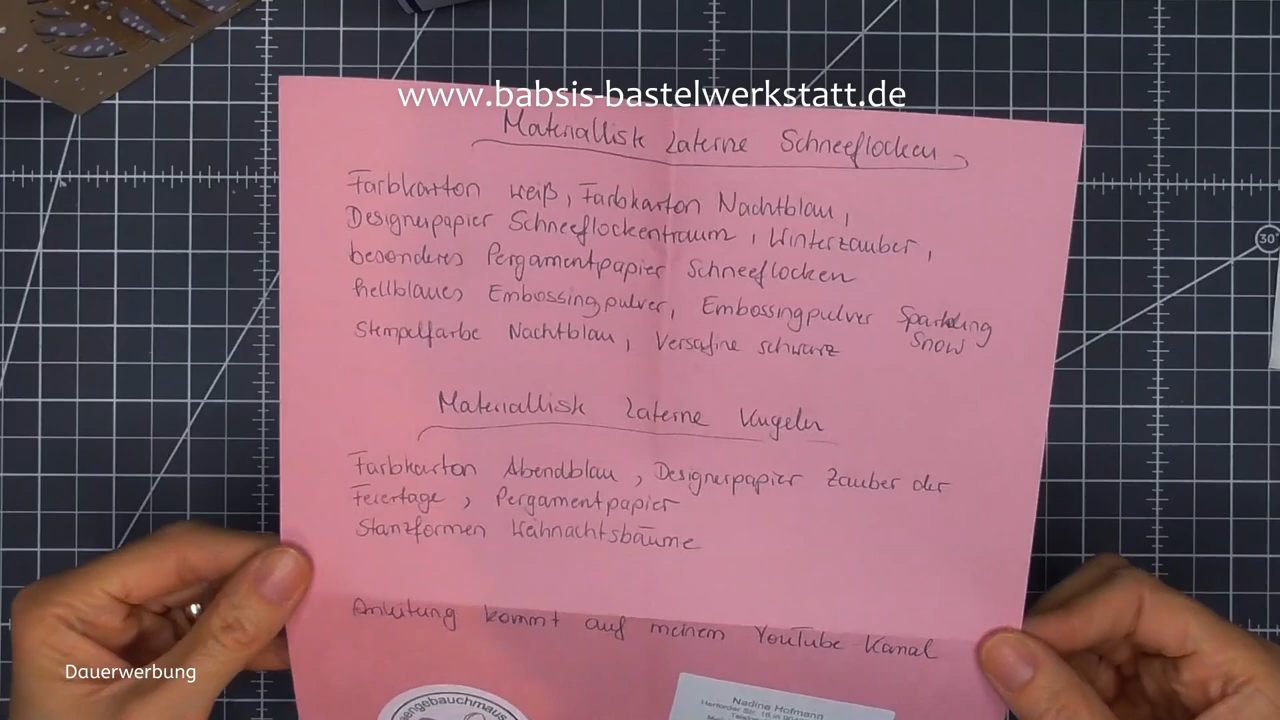 www.babsis-bastelwerkstatt.de
Materialliste Laterne Schneeflocken
Farbkarton weiß, Farbkarton Nachtblau,
Designerpapier Schneeflockentraum, Winterzauber,
besonderes Pergamentpapier Schneeflocken
hellblaues Embossingpulver, Embossingpulver Sparkling
Snow
Stempelfarbe Nachtblau, Versafine schwarz
Materialliste Laterne Kugeln
Farbkarton Abendblau, Designerpapier Zauber der
Feiertage, Pergamentpapier
Stanzformen Weihnachtsbäume
Anleitung kommt auf meinem YouTube Kanal
Dauerwerbung
Nadine Hofmann
30°